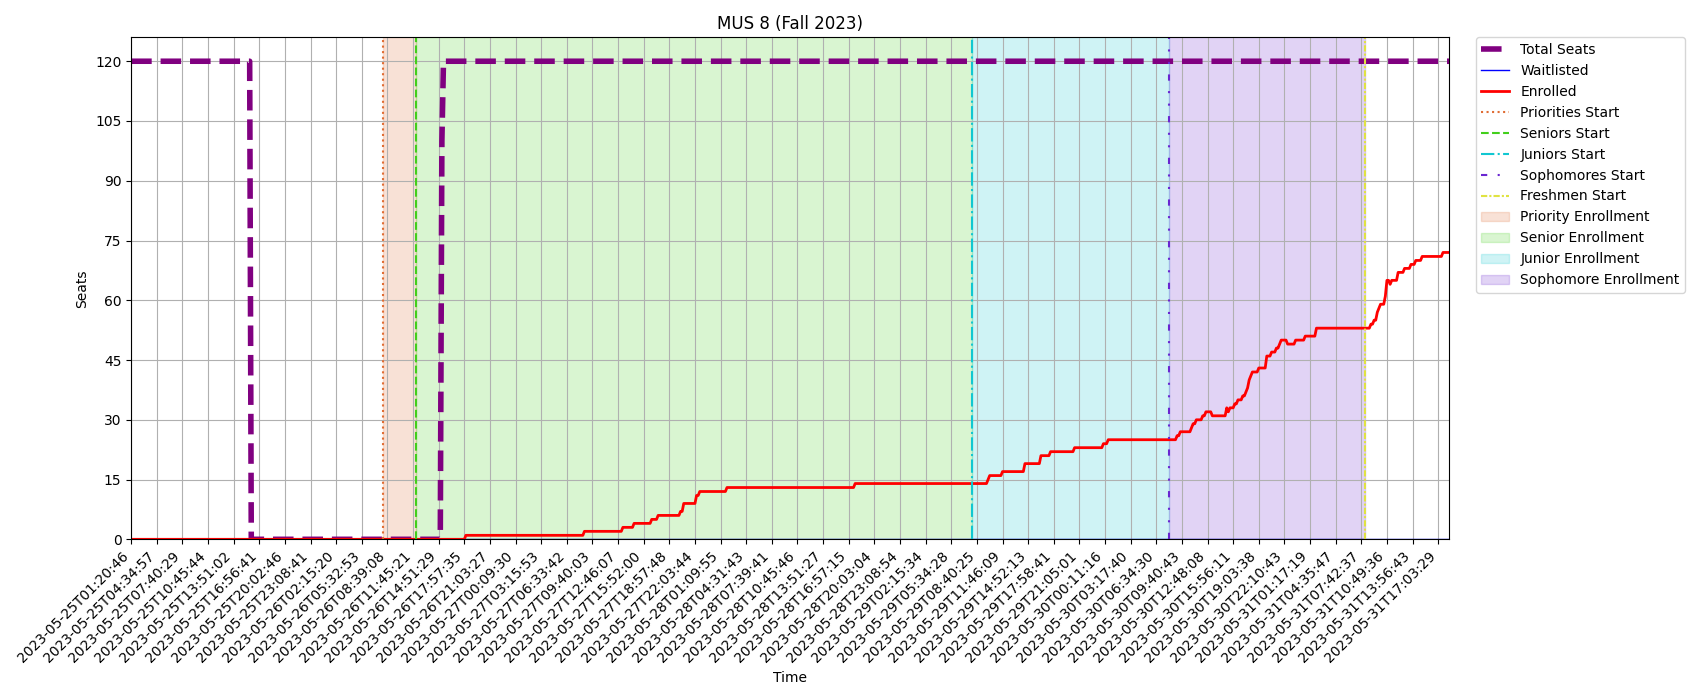 MUS 8 (Fall 2023)
Seats
120
105
90
75
60
45
30
15
0
2023-05-25T01:20:46
2023-05-25T04:34:57
2023-05-25T07:40:29
2023-05-25T10:45:44
2023-05-25T13:51:02
2023-05-25T16:56:41
2023-05-25T20:02:46
2023-05-25T23:08:41
2023-05-26T02:15:20
2023-05-26T05:32:53
2023-05-26T08:39:08
2023-05-26T11:45:21
2023-05-26T14:51:29
2023-05-26T17:57:35
2023-05-26T21:03:27
2023-05-27T00:09:30
2023-05-27T03:15:53
2023-05-27T06:33:42
2023-05-27T09:40:03
2023-05-27T12:46:07
2023-05-27T15:52:00
2023-05-27T18:57:48
2023-05-27T22:03:44
2023-05-28T01:09:55
2023-05-28T04:31:43
2023-05-28T07:39:41
2023-05-28T10:45:46
2023-05-28T13:51:27
2023-05-28T16:57:15
2023-05-28T20:03:04
2023-05-28T23:08:54
2023-05-29T02:15:34
2023-05-29T05:34:28
2023-05-29T08:40:25
2023-05-29T11:46:09
2023-05-29T14:52:13
2023-05-29T17:58:41
2023-05-29T21:05:01
2023-05-30T00:11:16
2023-05-30T03:17:40
2023-05-30T06:34:30
2023-05-30T09:40:43
2023-05-30T12:48:08
2023-05-30T15:56:11
2023-05-30T19:03:38
2023-05-30T22:10:43
2023-05-31T01:17:19
2023-05-31T04:35:47
2023-05-31T07:42:37
2023-05-31T10:49:36
2023-05-31T13:56:43
2023-05-31T17:03:29
Time
Total Seats
Waitlisted
Enrolled
Priorities Start
Seniors Start
Juniors Start
Sophomores Start
Freshmen Start
Priority Enrollment
Senior Enrollment
Junior Enrollment
Sophomore Enrollment